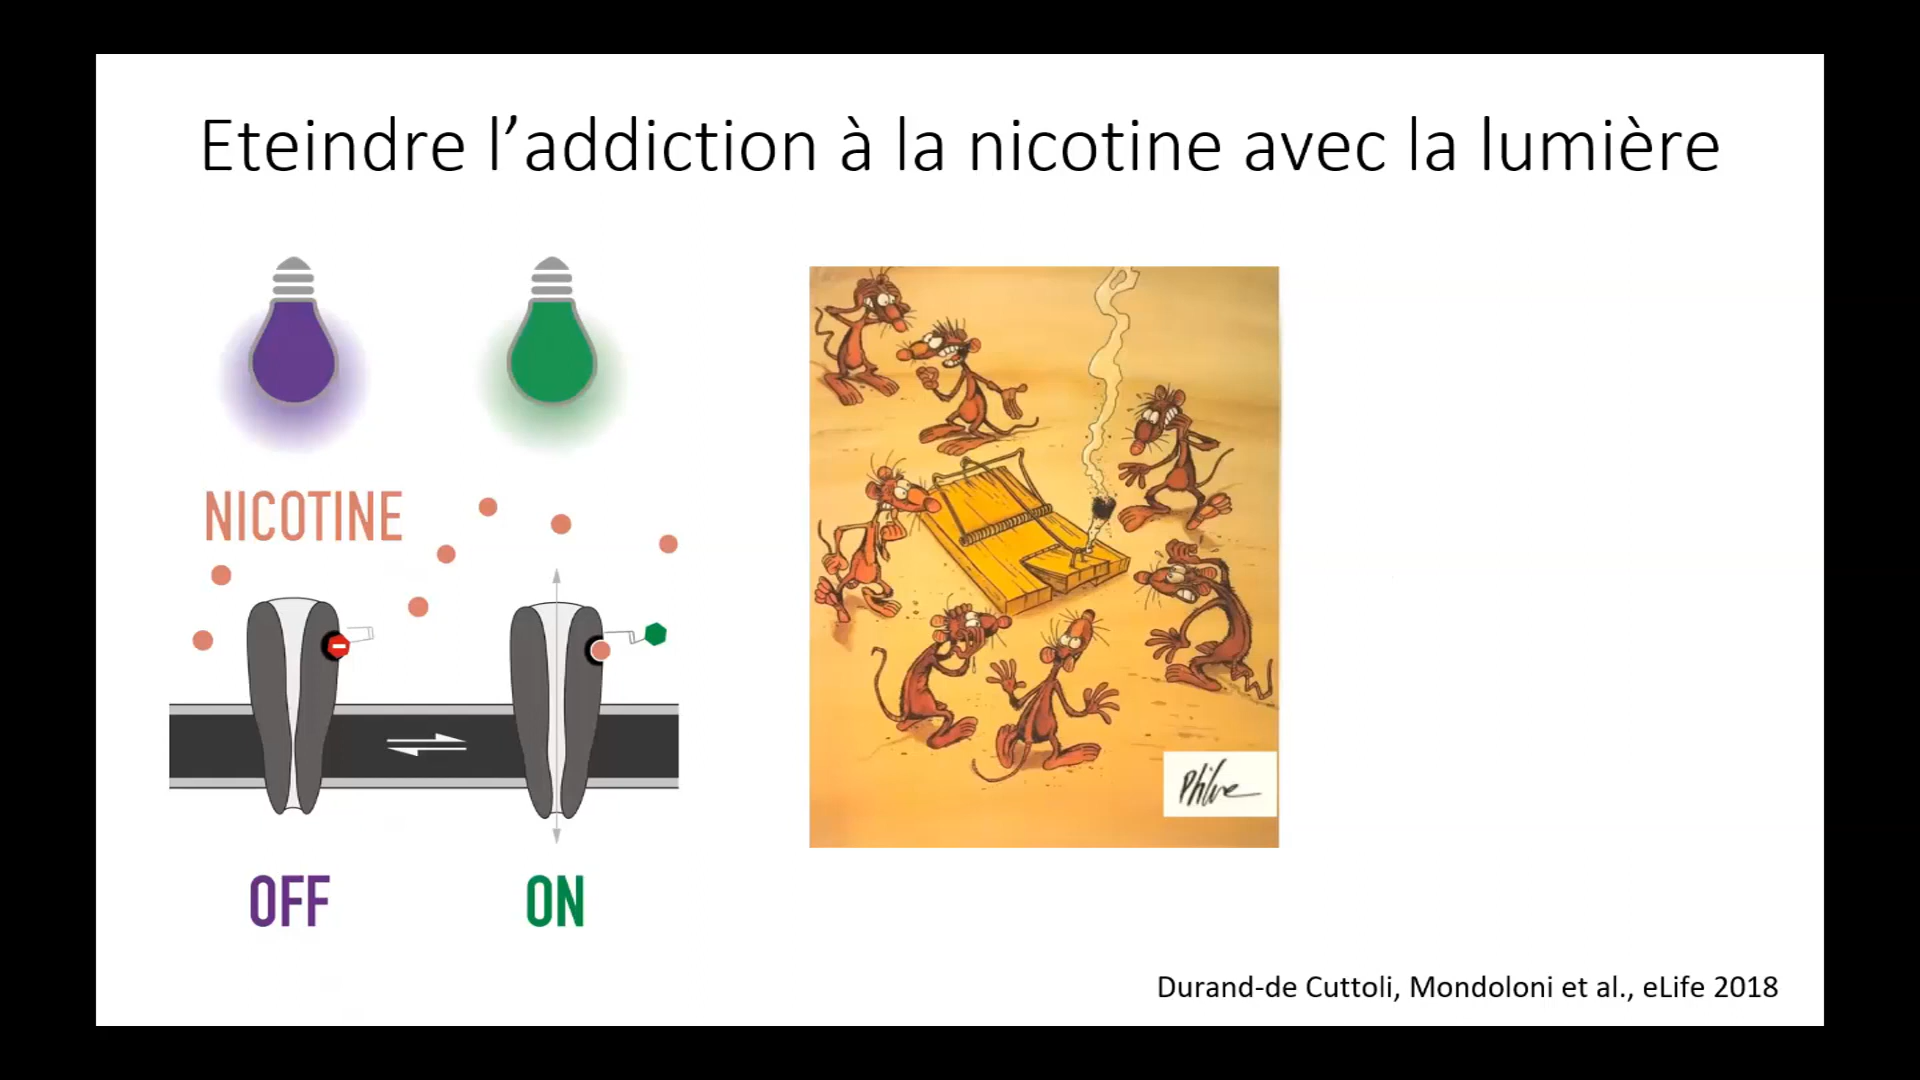 Eteindre l’addiction à la nicotine avec la lumière
NICOTINE
OFF
ON
Durand-de Cuttoli, Mondoloni et al., eLife 2018